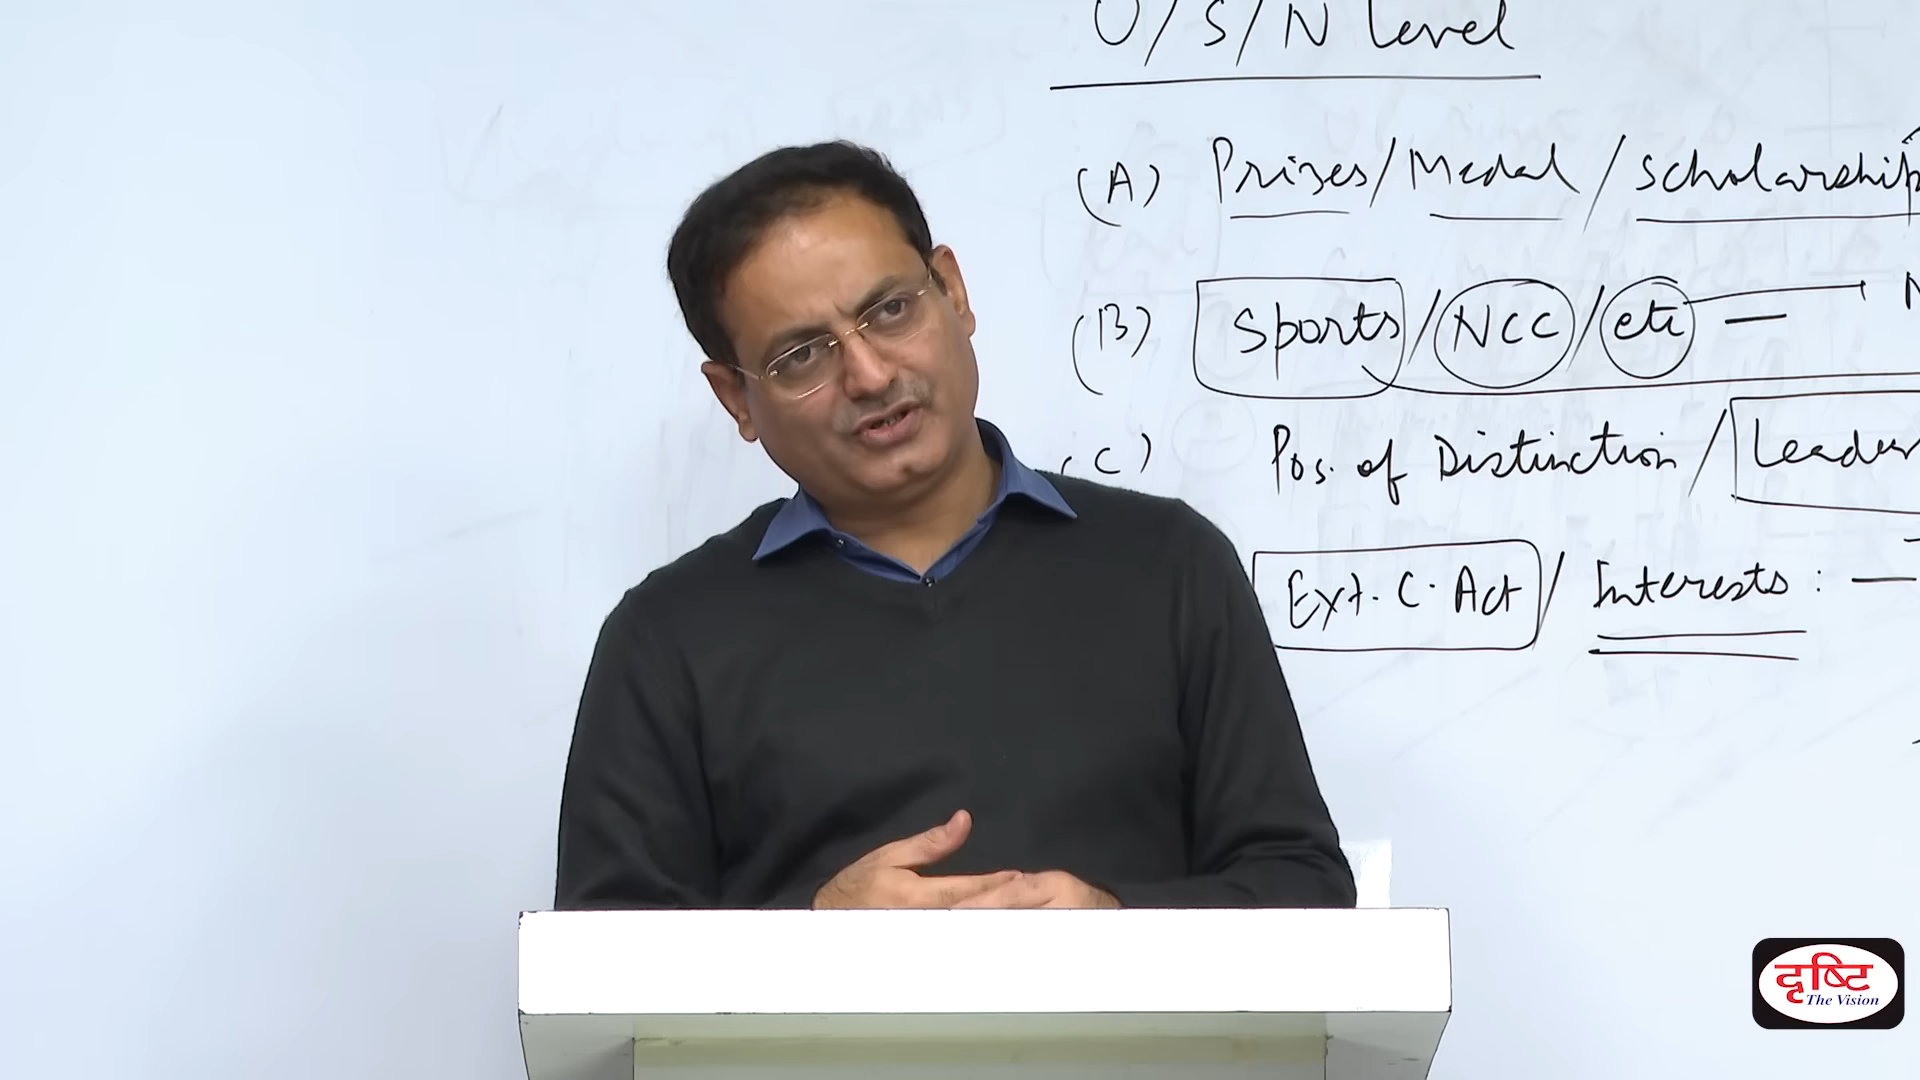 U/S/N level
(A) Prizes/Medal/Scholarship
(B) Sports/NCC/etc —
(C) Pos. of Distinction/Leader
Ext. C. Act/Interests: —
दृष्टि
The Vision